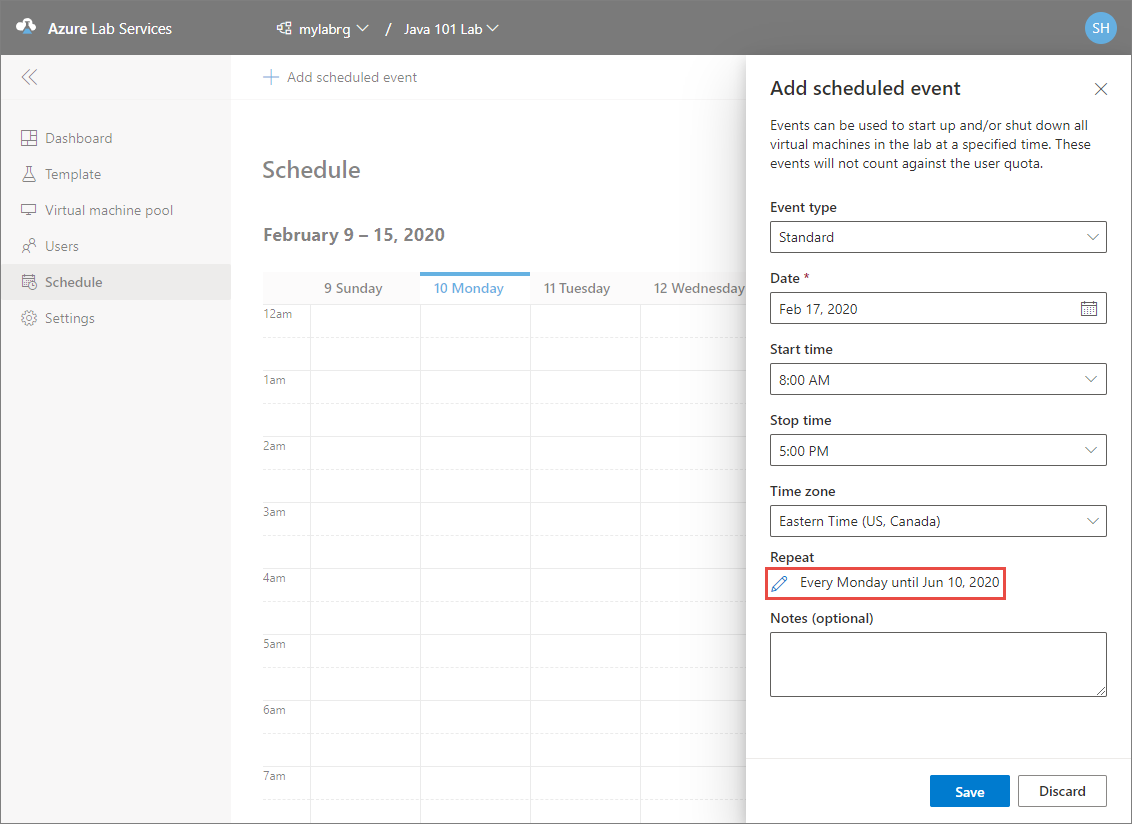 Azure Lab Services
mylabrg / Java 101 Lab
SH
Add scheduled event
Dashboard
Template
Virtual machine pool
Users
Schedule
Settings
Schedule
February 9 – 15, 2020
9 Sunday
10 Monday
11 Tuesday
12 Wednesday
12am
1am
2am
3am
4am
5am
6am
7am
Add scheduled event
Events can be used to start up and/or shut down all
virtual machines in the lab at a specified time. These
events will not count against the user quota.
Event type
Standard
Date *
Feb 17, 2020
Start time
8:00 AM
Stop time
5:00 PM
Time zone
Eastern Time (US, Canada)
Repeat
Every Monday until Jun 10, 2020
Notes (optional)
Save
Discard